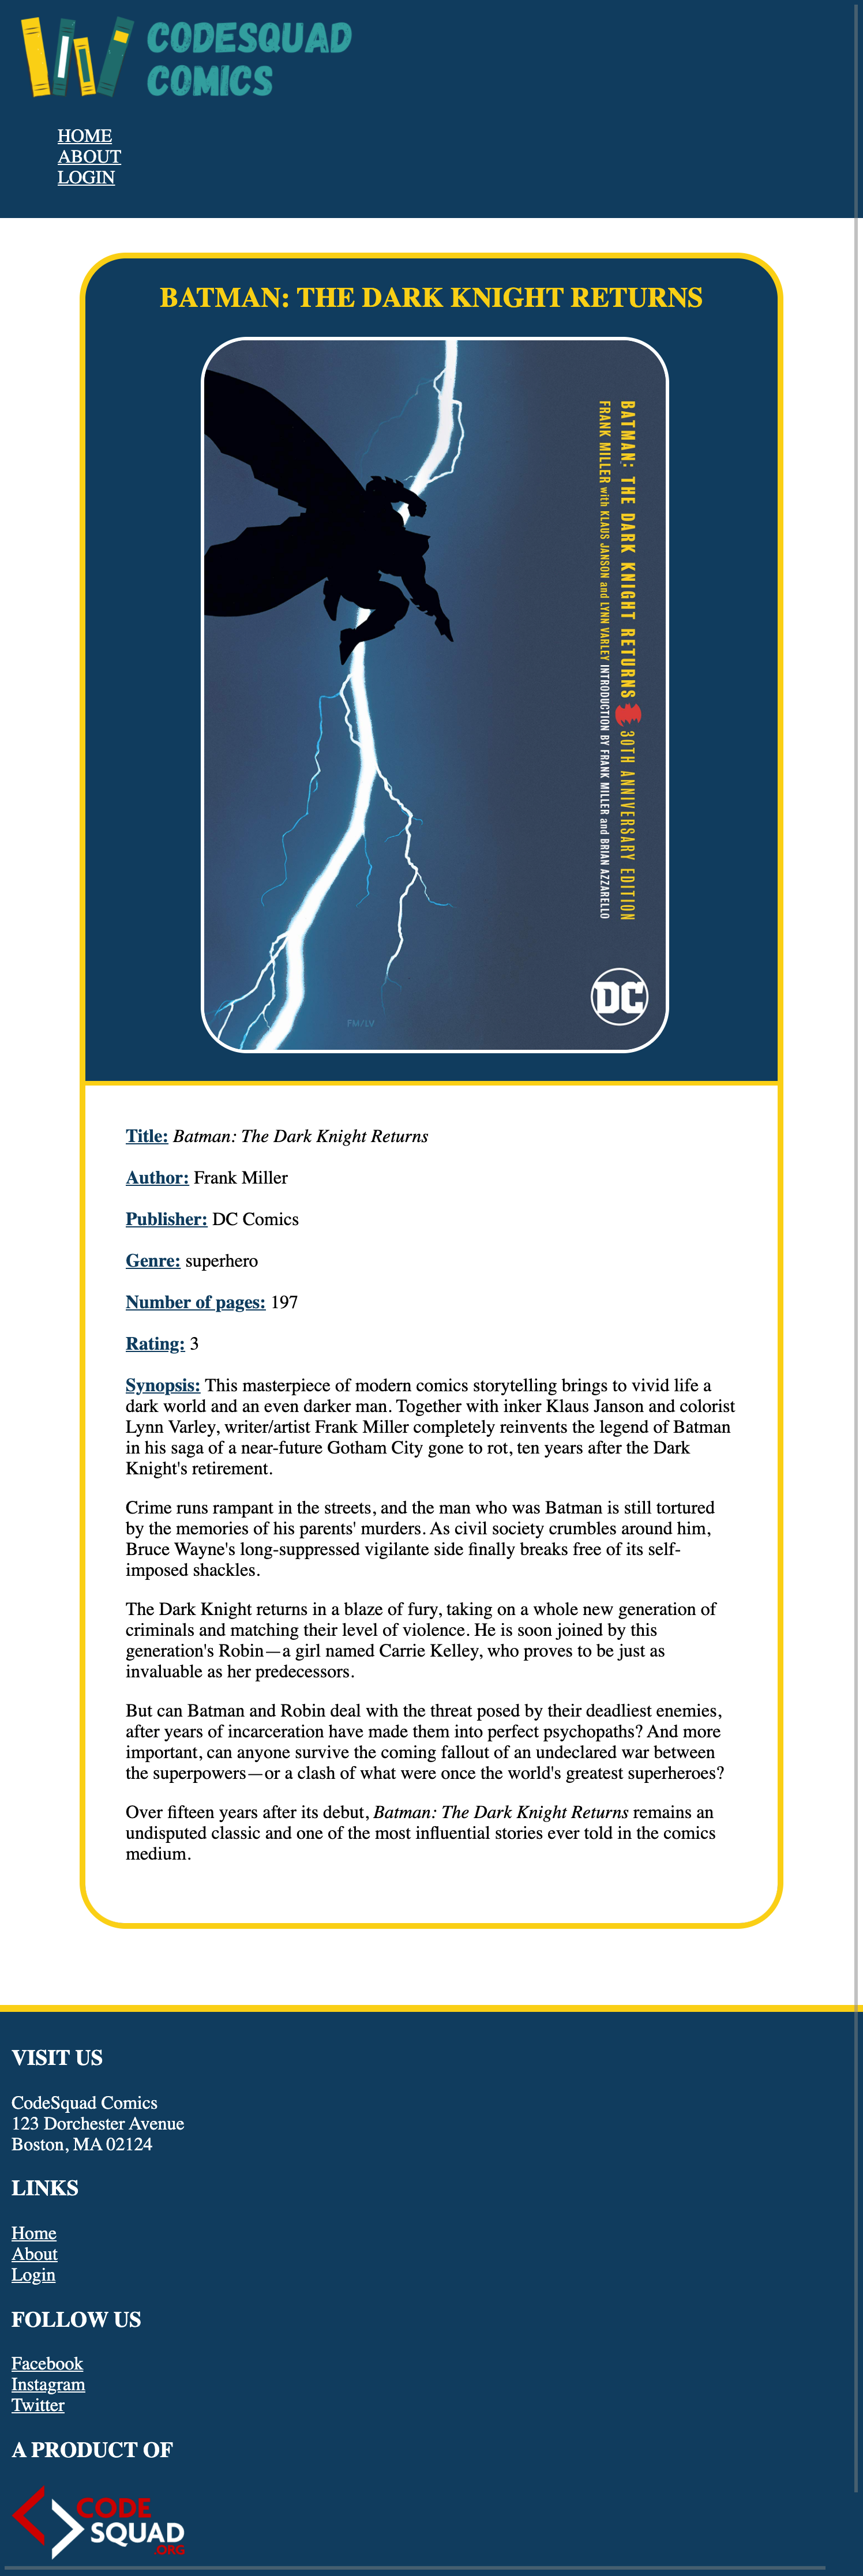 CODESQUAD
COMICS
HOME
ABOUT
LOGIN
BATMAN: THE DARK KNIGHT RETURNS
BATMAN: THE DARK KNIGHT RETURNS 30TH ANNIVERSARY EDITION
FRANK MILLER with KLAUS JANSON and LYNN VARLEY INTRODUCTION BY FRANK MILLER and BRIAN AZZARELLO
DC
FM/LV
Title: Batman: The Dark Knight Returns
Author: Frank Miller
Publisher: DC Comics
Genre: superhero
Number of pages: 197
Rating: 3
Synopsis: This masterpiece of modern comics storytelling brings to vivid life a
dark world and an even darker man. Together with inker Klaus Janson and colorist
Lynn Varley, writer/artist Frank Miller completely reinvents the legend of Batman
in his saga of a near-future Gotham City gone to rot, ten years after the Dark
Knight's retirement.
Crime runs rampant in the streets, and the man who was Batman is still tortured
by the memories of his parents' murders. As civil society crumbles around him,
Bruce Wayne's long-suppressed vigilante side finally breaks free of its self-
imposed shackles.
The Dark Knight returns in a blaze of fury, taking on a whole new generation of
criminals and matching their level of violence. He is soon joined by this
generation's Robin—a girl named Carrie Kelley, who proves to be just as
invaluable as her predecessors.
But can Batman and Robin deal with the threat posed by their deadliest enemies,
after years of incarceration have made them into perfect psychopaths? And more
important, can anyone survive the coming fallout of an undeclared war between
the superpowers—or a clash of what were once the world's greatest superheroes?
Over fifteen years after its debut, Batman: The Dark Knight Returns remains an
undisputed classic and one of the most influential stories ever told in the comics
medium.
VISIT US
CodeSquad Comics
123 Dorchester Avenue
Boston, MA 02124
LINKS
Home
About
Login
FOLLOW US
Facebook
Instagram
Twitter
A PRODUCT OF
CODE
SQUAD
.ORG